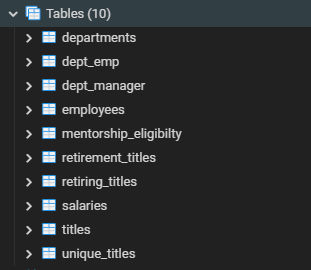 Tables (10)
departments
dept_emp
dept_manager
employees
mentorship_eligibilty
retirement_titles
retiring_titles
salaries
titles
unique_titles